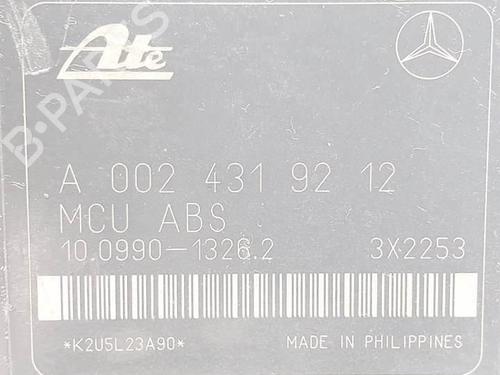 Ate
A 002 431 92 12
MCU ABS
10.0990-1326.2 3X2253
*K2U5L23A90* MADE IN PHILIPPINES
B-PARTS